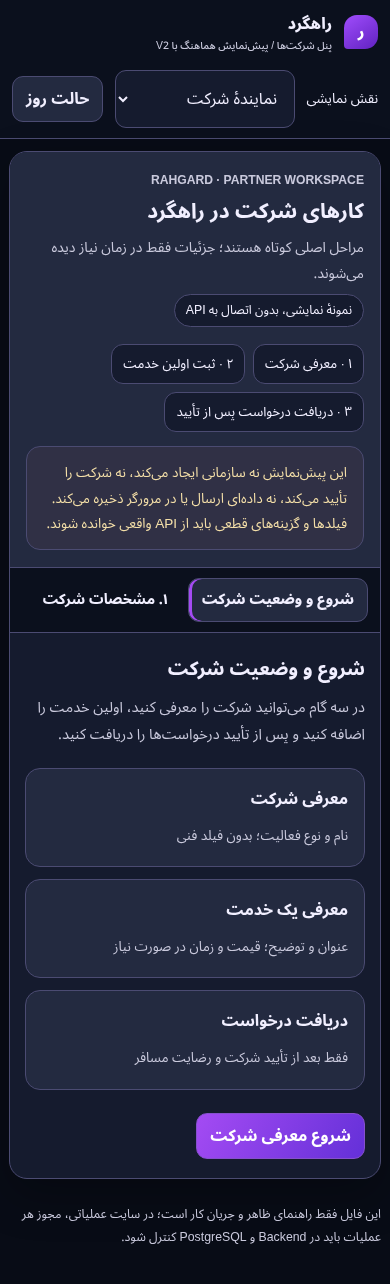 ر
راهگرد
پنل شرکت‌ها / پیش‌نمایش هماهنگ با V2
نقش نمایشی
نمایندهٔ شرکت
حالت روز
RAHGARD · PARTNER WORKSPACE
کارهای شرکت در راهگرد
مراحل اصلی کوتاه هستند؛ جزئیات فقط در زمان نیاز دیده
می‌شوند.
نمونهٔ نمایشی، بدون اتصال به API
۱ · معرفی شرکت
۲ · ثبت اولین خدمت
۳ · دریافت درخواست پس از تأیید
این پیش‌نمایش نه سازمانی ایجاد می‌کند، نه شرکت را
تأیید می‌کند، نه داده‌ای ارسال یا در مرورگر ذخیره می‌کند.
فیلدها و گزینه‌های قطعی باید از API واقعی خوانده شوند.
شروع و وضعیت شرکت
۱. مشخصات شرکت
شروع و وضعیت شرکت
در سه گام می‌توانید شرکت را معرفی کنید، اولین خدمت را
اضافه کنید و پس از تأیید درخواست‌ها را دریافت کنید.
معرفی شرکت
نام و نوع فعالیت؛ بدون فیلد فنی
معرفی یک خدمت
عنوان و توضیح؛ قیمت و زمان در صورت نیاز
دریافت درخواست
فقط بعد از تأیید شرکت و رضایت مسافر
شروع معرفی شرکت
این فایل فقط راهنمای ظاهر و جریان کار است؛ در سایت عملیاتی، مجوز هر
عملیات باید در Backend و PostgreSQL کنترل شود.